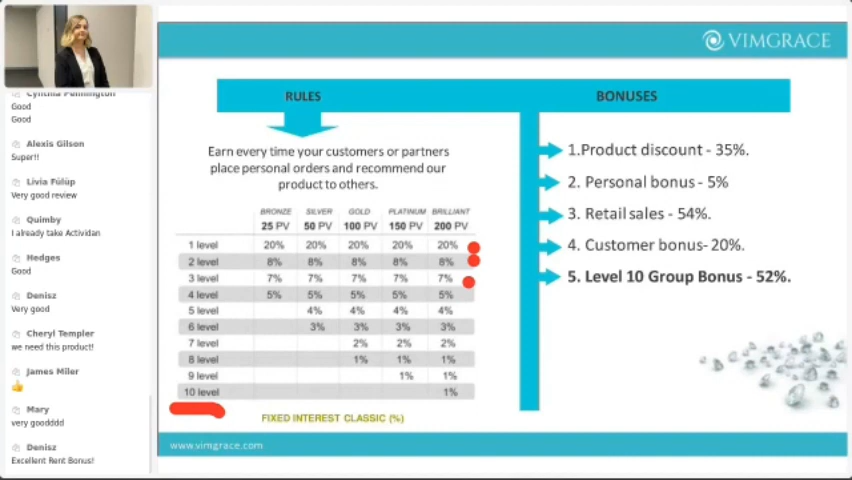 Cynthia Pennington
Good
Good
Alexis Gilson
Super!!
Lívia Fülüp
Very good review
Quimby
I already take Actividan
Hedges
Good
Denisz
Very good
Cheryl Templer
we need this product!
James Miler
👍
Mary
very goodddd
Denisz
Excellent Rent Bonus!
VIMGRACE
RULES
Earn every time your customers or partners
place personal orders and recommend our
product to others.
BRONZE SILVER GOLD PLATINUM BRILLIANT
25 PV 50 PV 100 PV 150 PV 200 PV
1 level 20% 20% 20% 20% 20%
2 level 8% 8% 8% 8% 8%
3 level 7% 7% 7% 7% 7%
4 level 5% 5% 5% 5% 5%
5 level 4% 4% 4% 4%
6 level 3% 3% 3% 3%
7 level 2% 2% 2%
8 level 1% 1% 1%
9 level 1% 1%
10 level 1%
FIXED INTEREST CLASSIC (%)
BONUSES
1.Product discount - 35%.
2. Personal bonus - 5%
3. Retail sales - 54%.
4. Customer bonus- 20%.
5. Level 10 Group Bonus - 52%.
www.vimgrace.com